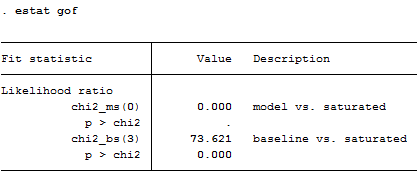 . estat gof
Fit statistic Value Description
Likelihood ratio
chi2_ms(0) 0.000 model vs. saturated
p > chi2 .
chi2_bs(3) 73.621 baseline vs. saturated
p > chi2 0.000